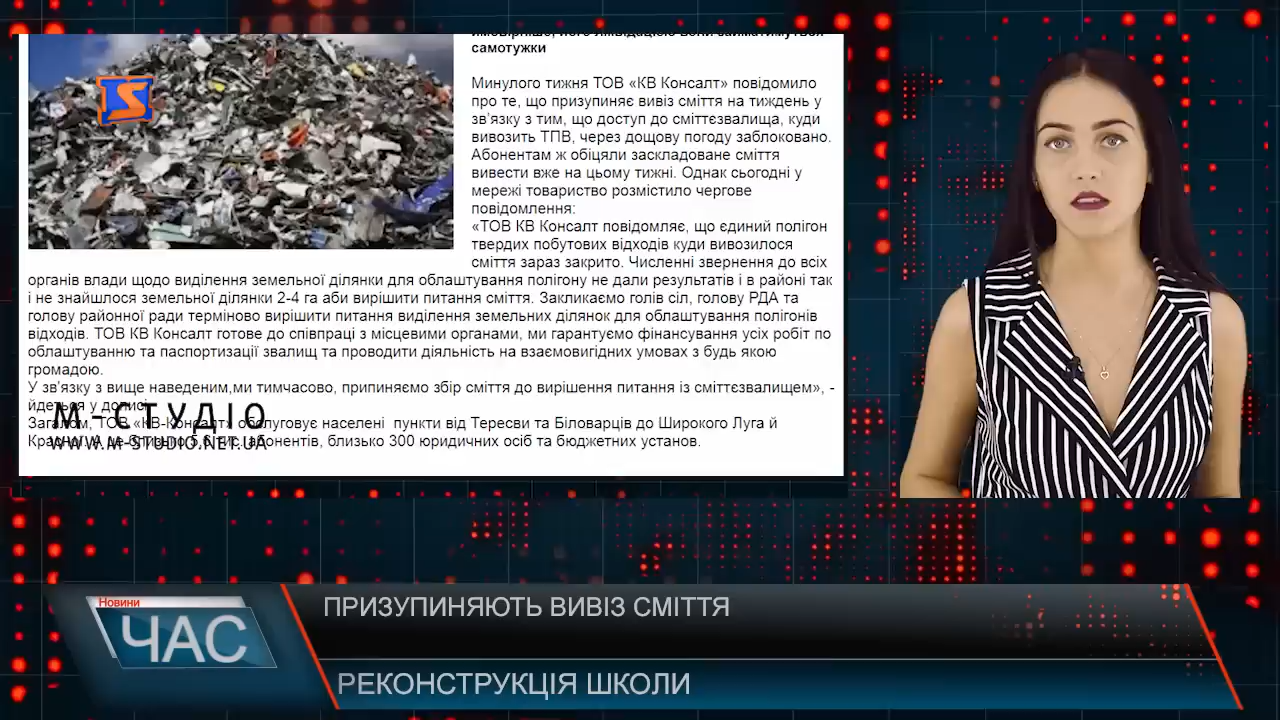 самотужки
Минулого тижня ТОВ «КВ Консалт» повідомило
про те, що призупиняє вивіз сміття на тиждень у
зв'язку з тим, що доступ до сміттєзвалища, куди
вивозить ТПВ, через дощову погоду заблоковано.
Абонентам ж обіцяли заскладоване сміття
вивести вже на цьому тижні. Однак сьогодні у
мережі товариство розмістило чергове
повідомлення:
«ТОВ КВ Консалт повідомляє, що єдиний полігон
твердих побутових відходів куди вивозилося
сміття зараз закрито. Численні звернення до всіх
органів влади щодо виділення земельної ділянки для облаштування полігону не дали результатів і в районі так
і не знайшлося земельної ділянки 2-4 га аби вирішити питання сміття. Закликаємо голів сіл, голову РДА та
голову районної ради терміново вирішити питання виділення земельних ділянок для облаштування полігонів
відходів. ТОВ КВ Консалт готове до співпраці з місцевими органами, ми гарантуємо фінансування усіх робіт по
облаштуванню та паспортизації звалищ та проводити діяльність на взаємовигідних умовах з будь якою
громадою.
У зв'язку з вище наведеним,ми тимчасово, припиняємо збір сміття до вирішення питання із сміттєзвалищем», -
йдеться у дописі.
Загалом, ТОВ «КВ-Консалт» обслуговує населені пункти від Тересви та Біловарців до Широкого Луга й
абонентів, близько 300 юридичних осіб та бюджетних установ.
М-СТУДІО
WWW.M-STUDIO.NET.UA
Новини
ЧАС
ПРИЗУПИНЯЮТЬ ВИВІЗ СМІТТЯ
РЕКОНСТРУКЦІЯ ШКОЛИ